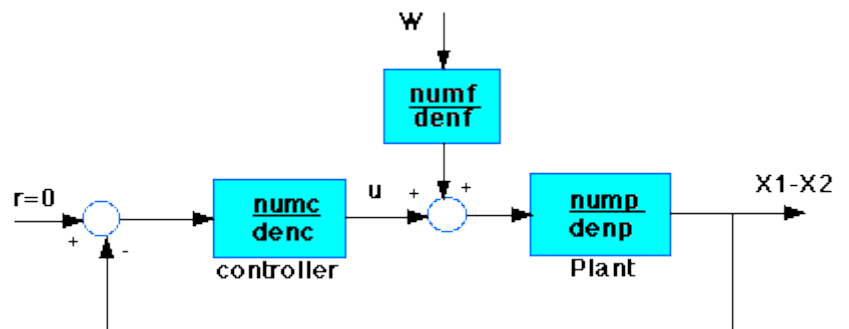 W
numf
denf
r=0
+
-
numc
denc
controller
u
+
+
nump
denp
Plant
X1-X2